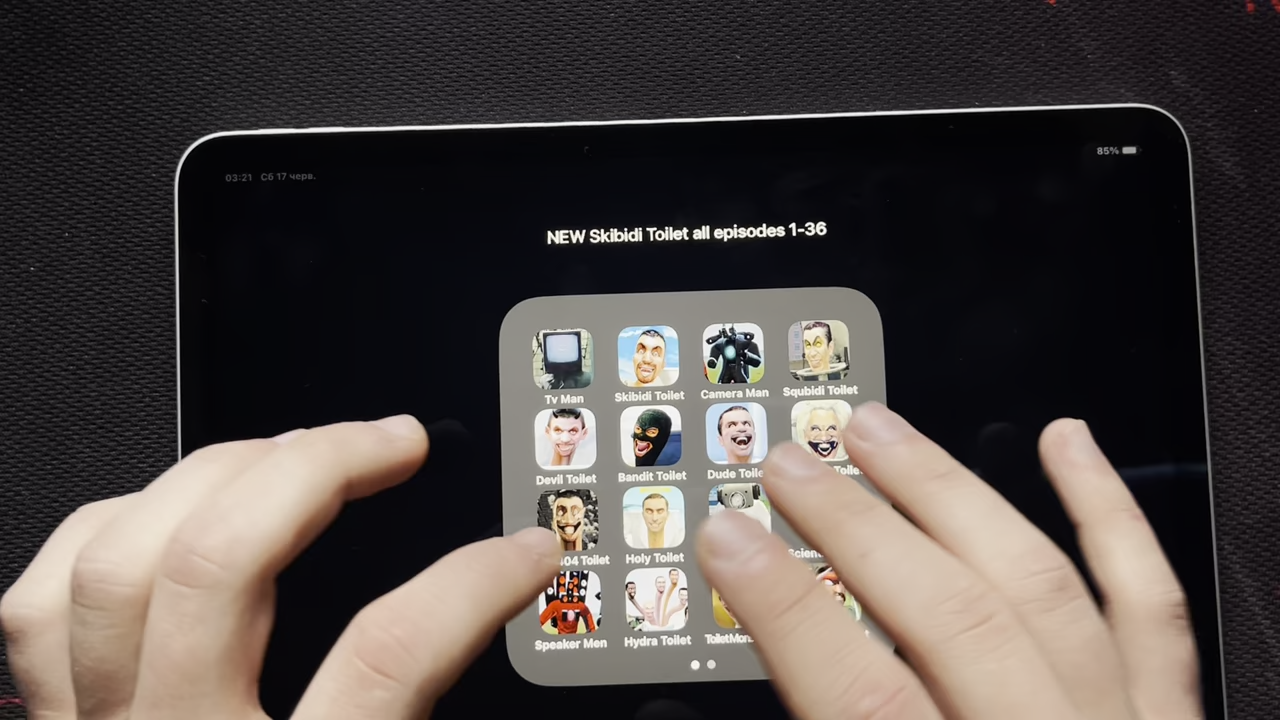 03:21 Сб 17 черв.
85%
NEW Skibidi Toilet all episodes 1-36
Tv Man
Skibidi Toilet
Camera Man
Squbidi Toilet
Devil Toilet
Bandit Toilet
Dude
Holy Toilet
Speaker Men
Hydra Toilet